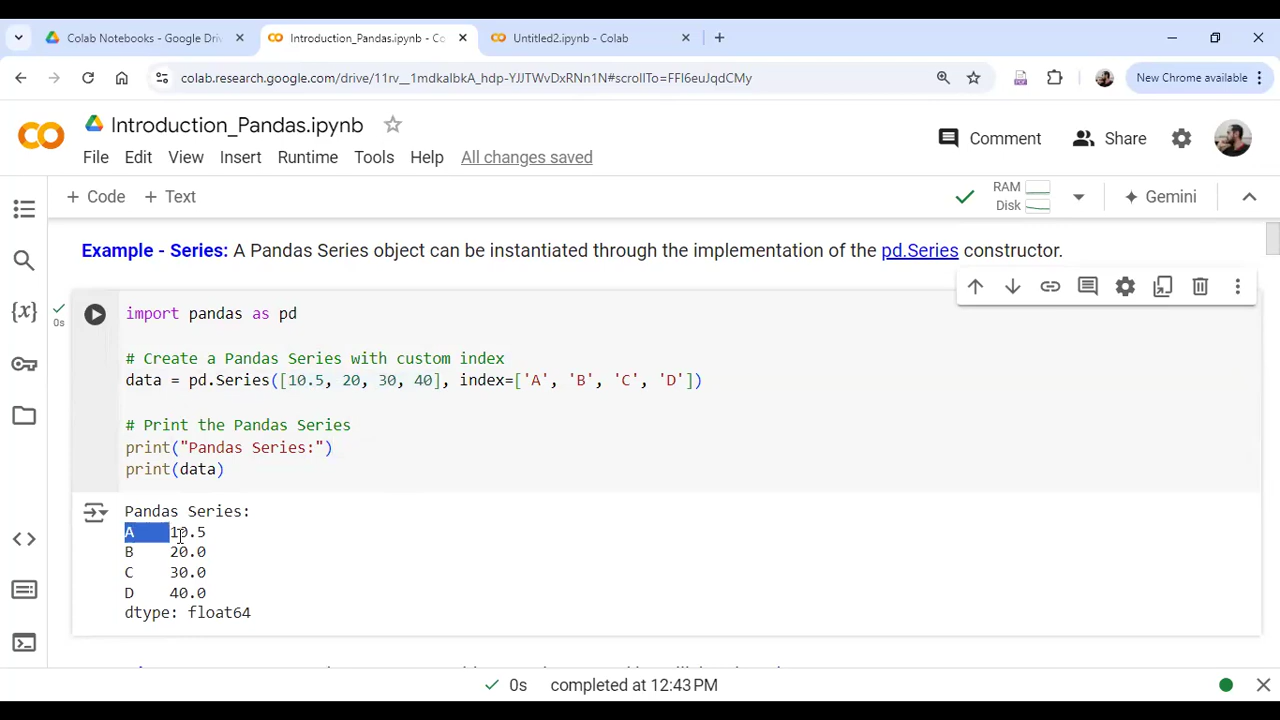 Colab Notebooks - Google Driv
Introduction_Pandas.ipynb - Co
Untitled2.ipynb - Colab
colab.research.google.com/drive/11rv__1mdkaIbkA_hdp-YJJTWvDxRNn1N#scrollTo=FFI6euJqdCMy
New Chrome available
Introduction_Pandas.ipynb
Comment
Share
File Edit View Insert Runtime Tools Help All changes saved
+ Code + Text
RAM
Disk
Gemini
Example - Series: A Pandas Series object can be instantiated through the implementation of the pd.Series constructor.
0s
import pandas as pd
# Create a Pandas Series with custom index
data = pd.Series([10.5, 20, 30, 40], index=['A', 'B', 'C', 'D'])
# Print the Pandas Series
print("Pandas Series:")
print(data)
Pandas Series:
A 10.5
B 20.0
C 30.0
D 40.0
dtype: float64
0s completed at 12:43 PM